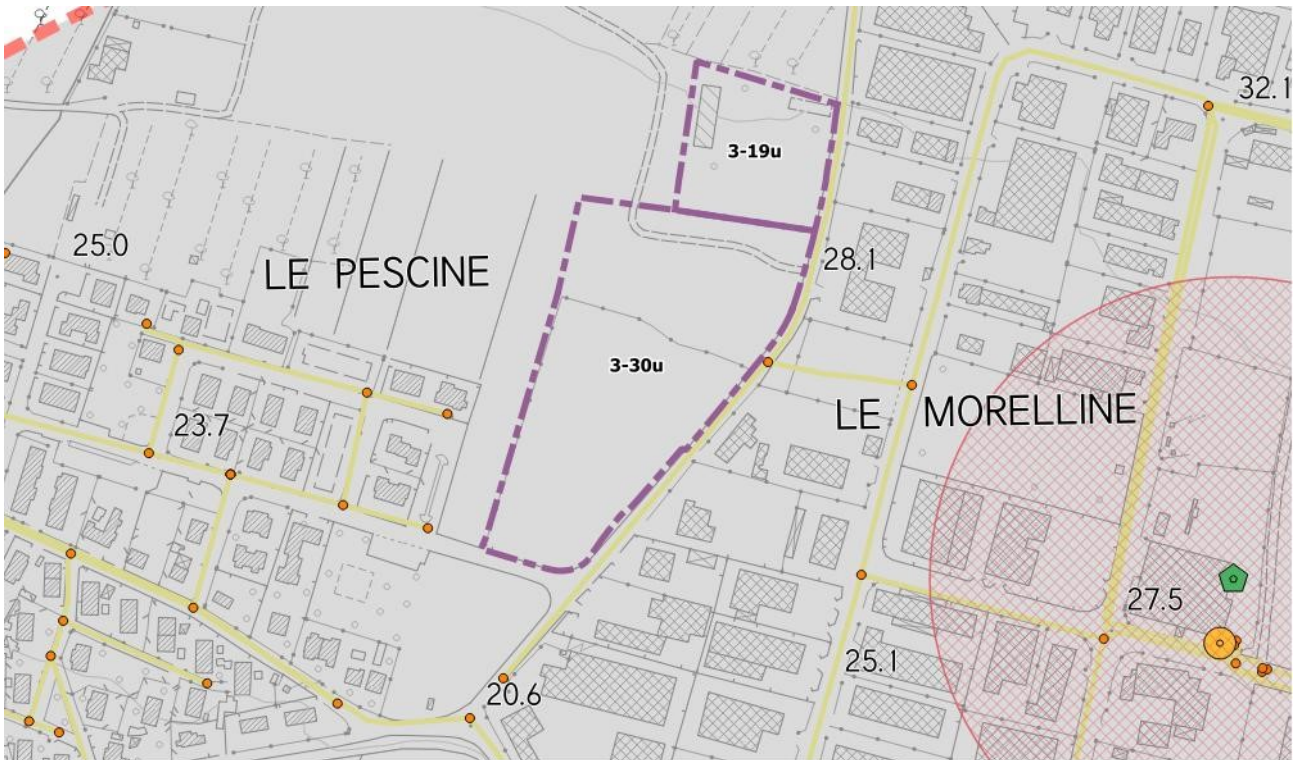 32.1
3-19u
25.0
LE PESCINE
28.1
3-30u
LE MORELLINE
23.7
27.5
25.1
20.6